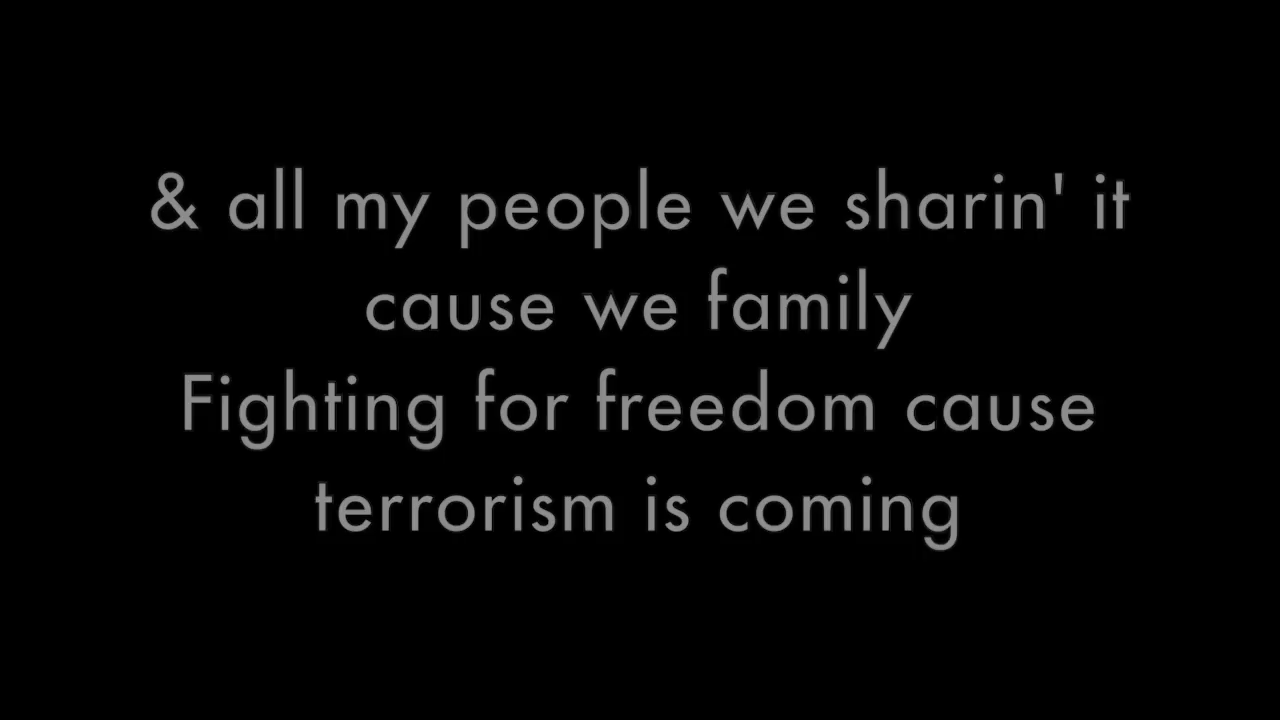 & all my people we sharin' it
cause we family
Fighting for freedom cause
terrorism is coming